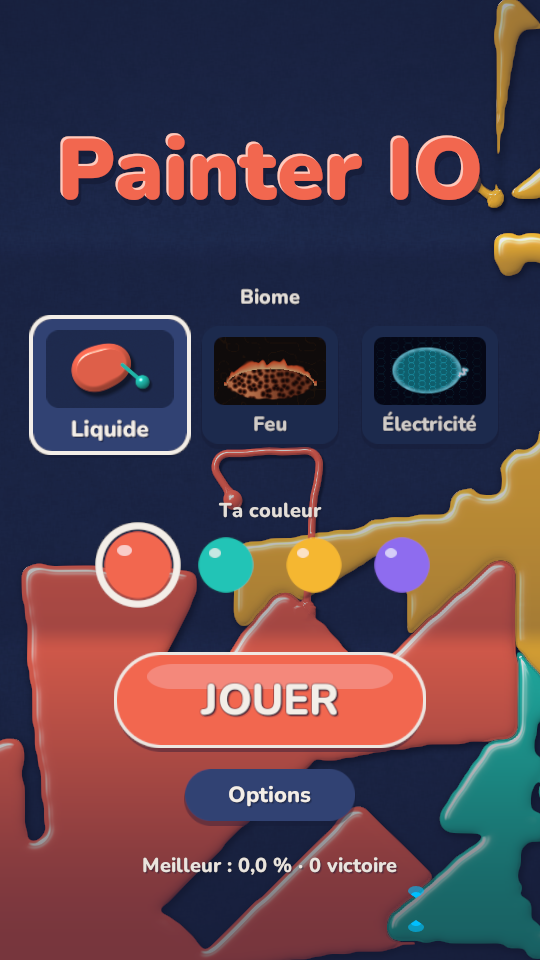 Painter IO
Biome
Liquide
Feu
Électricité
Ta couleur
JOUER
Options
Meilleur : 0,0 % · 0 victoire